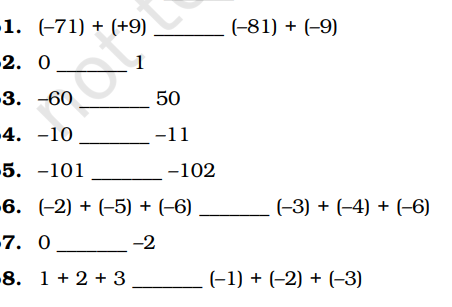 1. (–71) + (+9) _______ (–81) + (–9)
2. 0 _______ 1
3. –60 _______ 50
4. –10 _______ –11
5. –101 _______ –102
6. (–2) + (–5) + (–6) _______ (–3) + (–4) + (–6)
7. 0 _______ –2
8. 1 + 2 + 3 _______ (–1) + (–2) + (–3)
not to